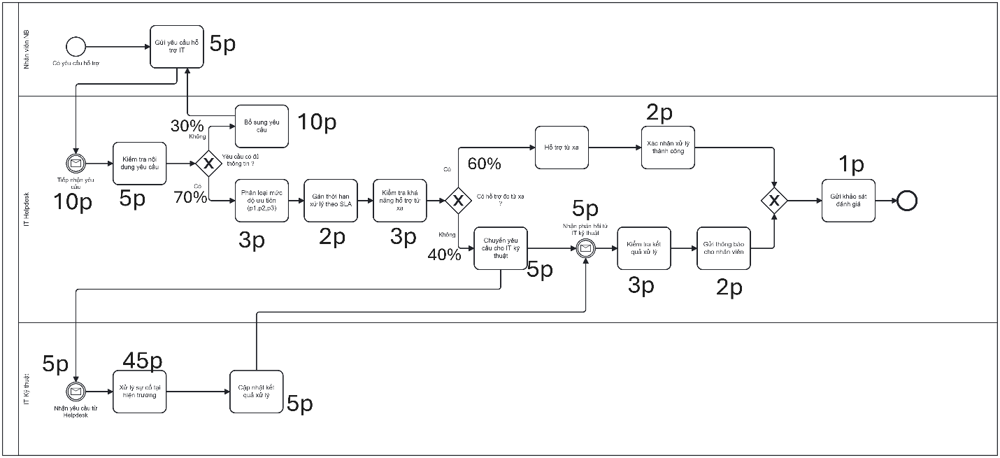 Nhân viên NB
Có yêu cầu hỗ trợ
Gửi yêu cầu hỗ
trợ IT
5p
IT Helpdesk
Tiếp nhận yêu
cầu
10p
Kiểm tra nội
dung yêu cầu
5p
30%
Không
Bổ sung yêu
cầu
10p
X
Yêu cầu có đủ
thông tin ?
Có
70%
Phân loại mức
độ ưu tiên
(p1,p2,p3)
3p
Gán thời hạn
xử lý theo SLA
2p
Kiểm tra khả
năng hỗ trợ từ
xa
3p
Có
60%
X
Có hỗ trợ đc từ xa
?
Không
40%
Hỗ trợ từ xa
2p
Xác nhận xử lý
thành công
Chuyển yêu
cầu cho IT kỹ
thuật
5p
5p
Nhận phản hồi từ
IT kỹ thuật
Kiểm tra kết
quả xử lý
3p
Gửi thông báo
cho nhân viên
2p
X
1p
Gửi khảo sát
đánh giá
IT Kỹ thuật
5p
Nhận yêu cầu từ
Helpdesk
45p
Xử lý sự cố tại
hiện trường
Cập nhật kết
quả xử lý
5p